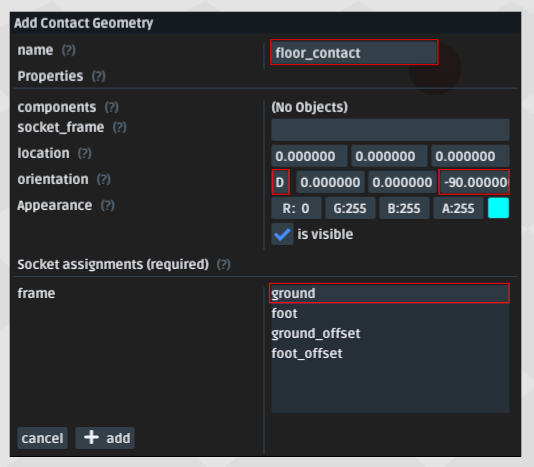 Add Contact Geometry
name (?) floor_contact
Properties (?)
components (?) (No Objects)
socket_frame (?)
location (?) 0.000000 0.000000 0.000000
orientation (?) D 0.000000 0.000000 -90.00000
Appearance (?) R: 0 G:255 B:255 A:255
is visible
Socket assignments (required) (?)
frame ground
foot
ground_offset
foot_offset
cancel + add